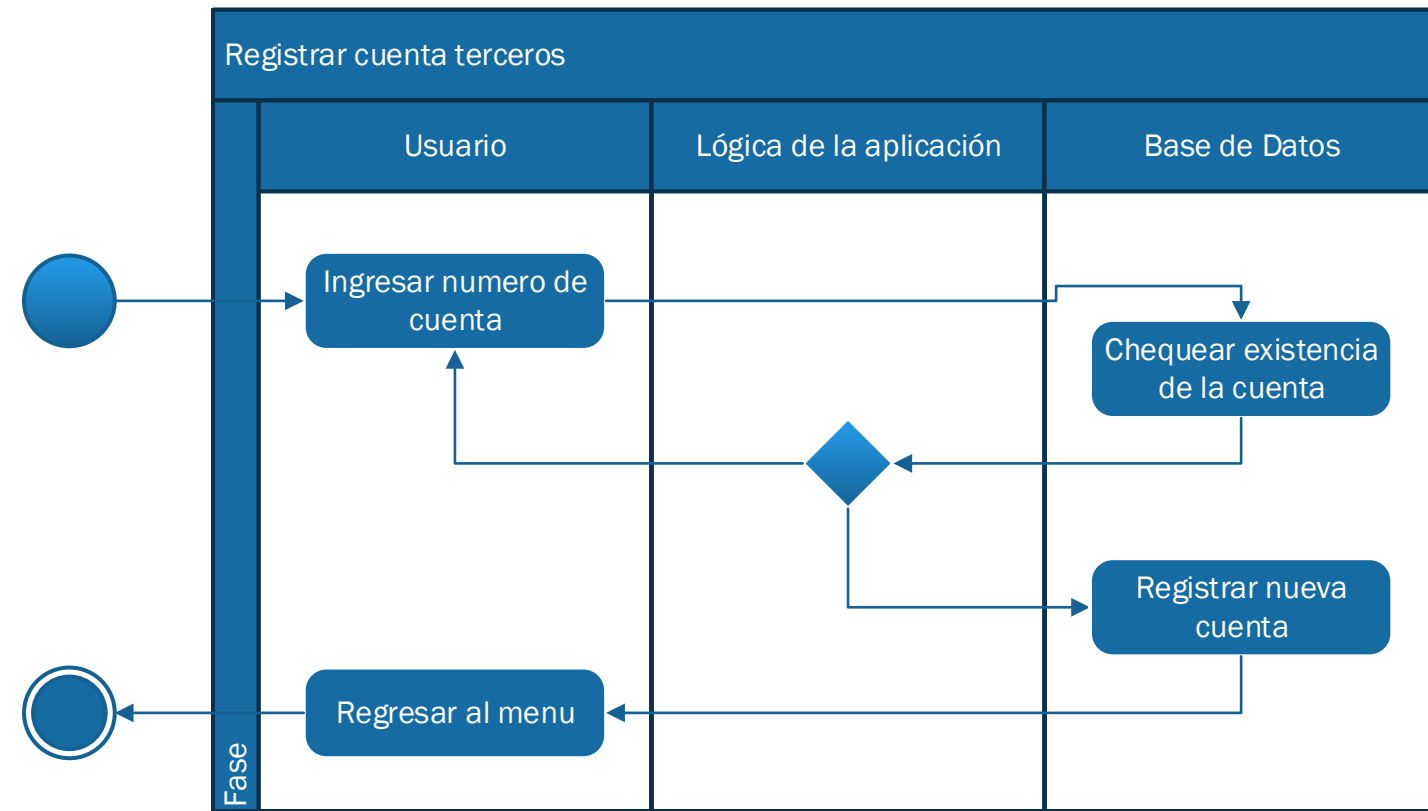 Registrar cuenta terceros
Usuario
Lógica de la aplicación
Base de Datos
Ingresar numero de
cuenta
Chequear existencia
de la cuenta
Registrar nueva
cuenta
Regresar al menu
Fase